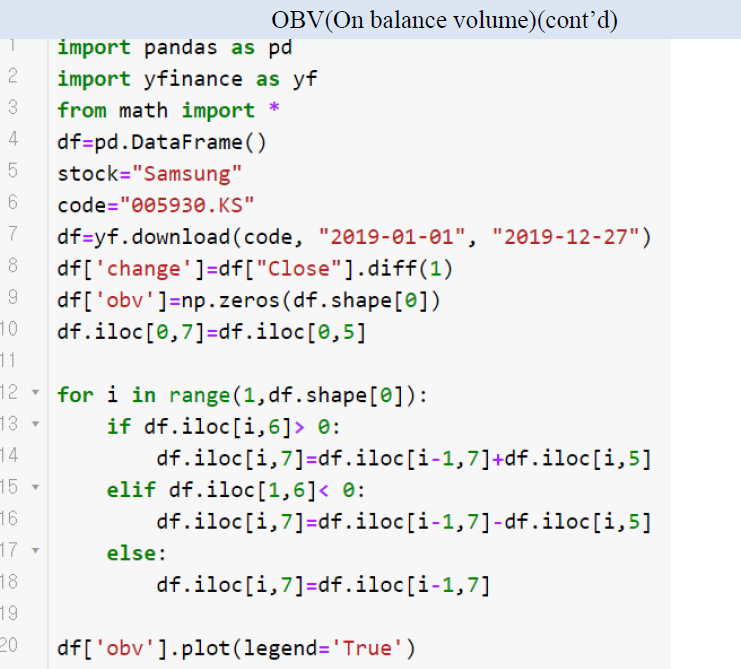 OBV(On balance volume)(cont’d)
1 import pandas as pd
2 import yfinance as yf
3 from math import *
4 df=pd.DataFrame()
5 stock="Samsung"
6 code="005930.KS"
7 df=yf.download(code, "2019-01-01", "2019-12-27")
8 df['change']=df["Close"].diff(1)
9 df['obv']=np.zeros(df.shape[0])
10 df.iloc[0,7]=df.iloc[0,5]
11
12 for i in range(1,df.shape[0]):
13 if df.iloc[i,6]> 0:
14 df.iloc[i,7]=df.iloc[i-1,7]+df.iloc[i,5]
15 elif df.iloc[1,6]< 0:
16 df.iloc[i,7]=df.iloc[i-1,7]-df.iloc[i,5]
17 else:
18 df.iloc[i,7]=df.iloc[i-1,7]
19
20 df['obv'].plot(legend='True')